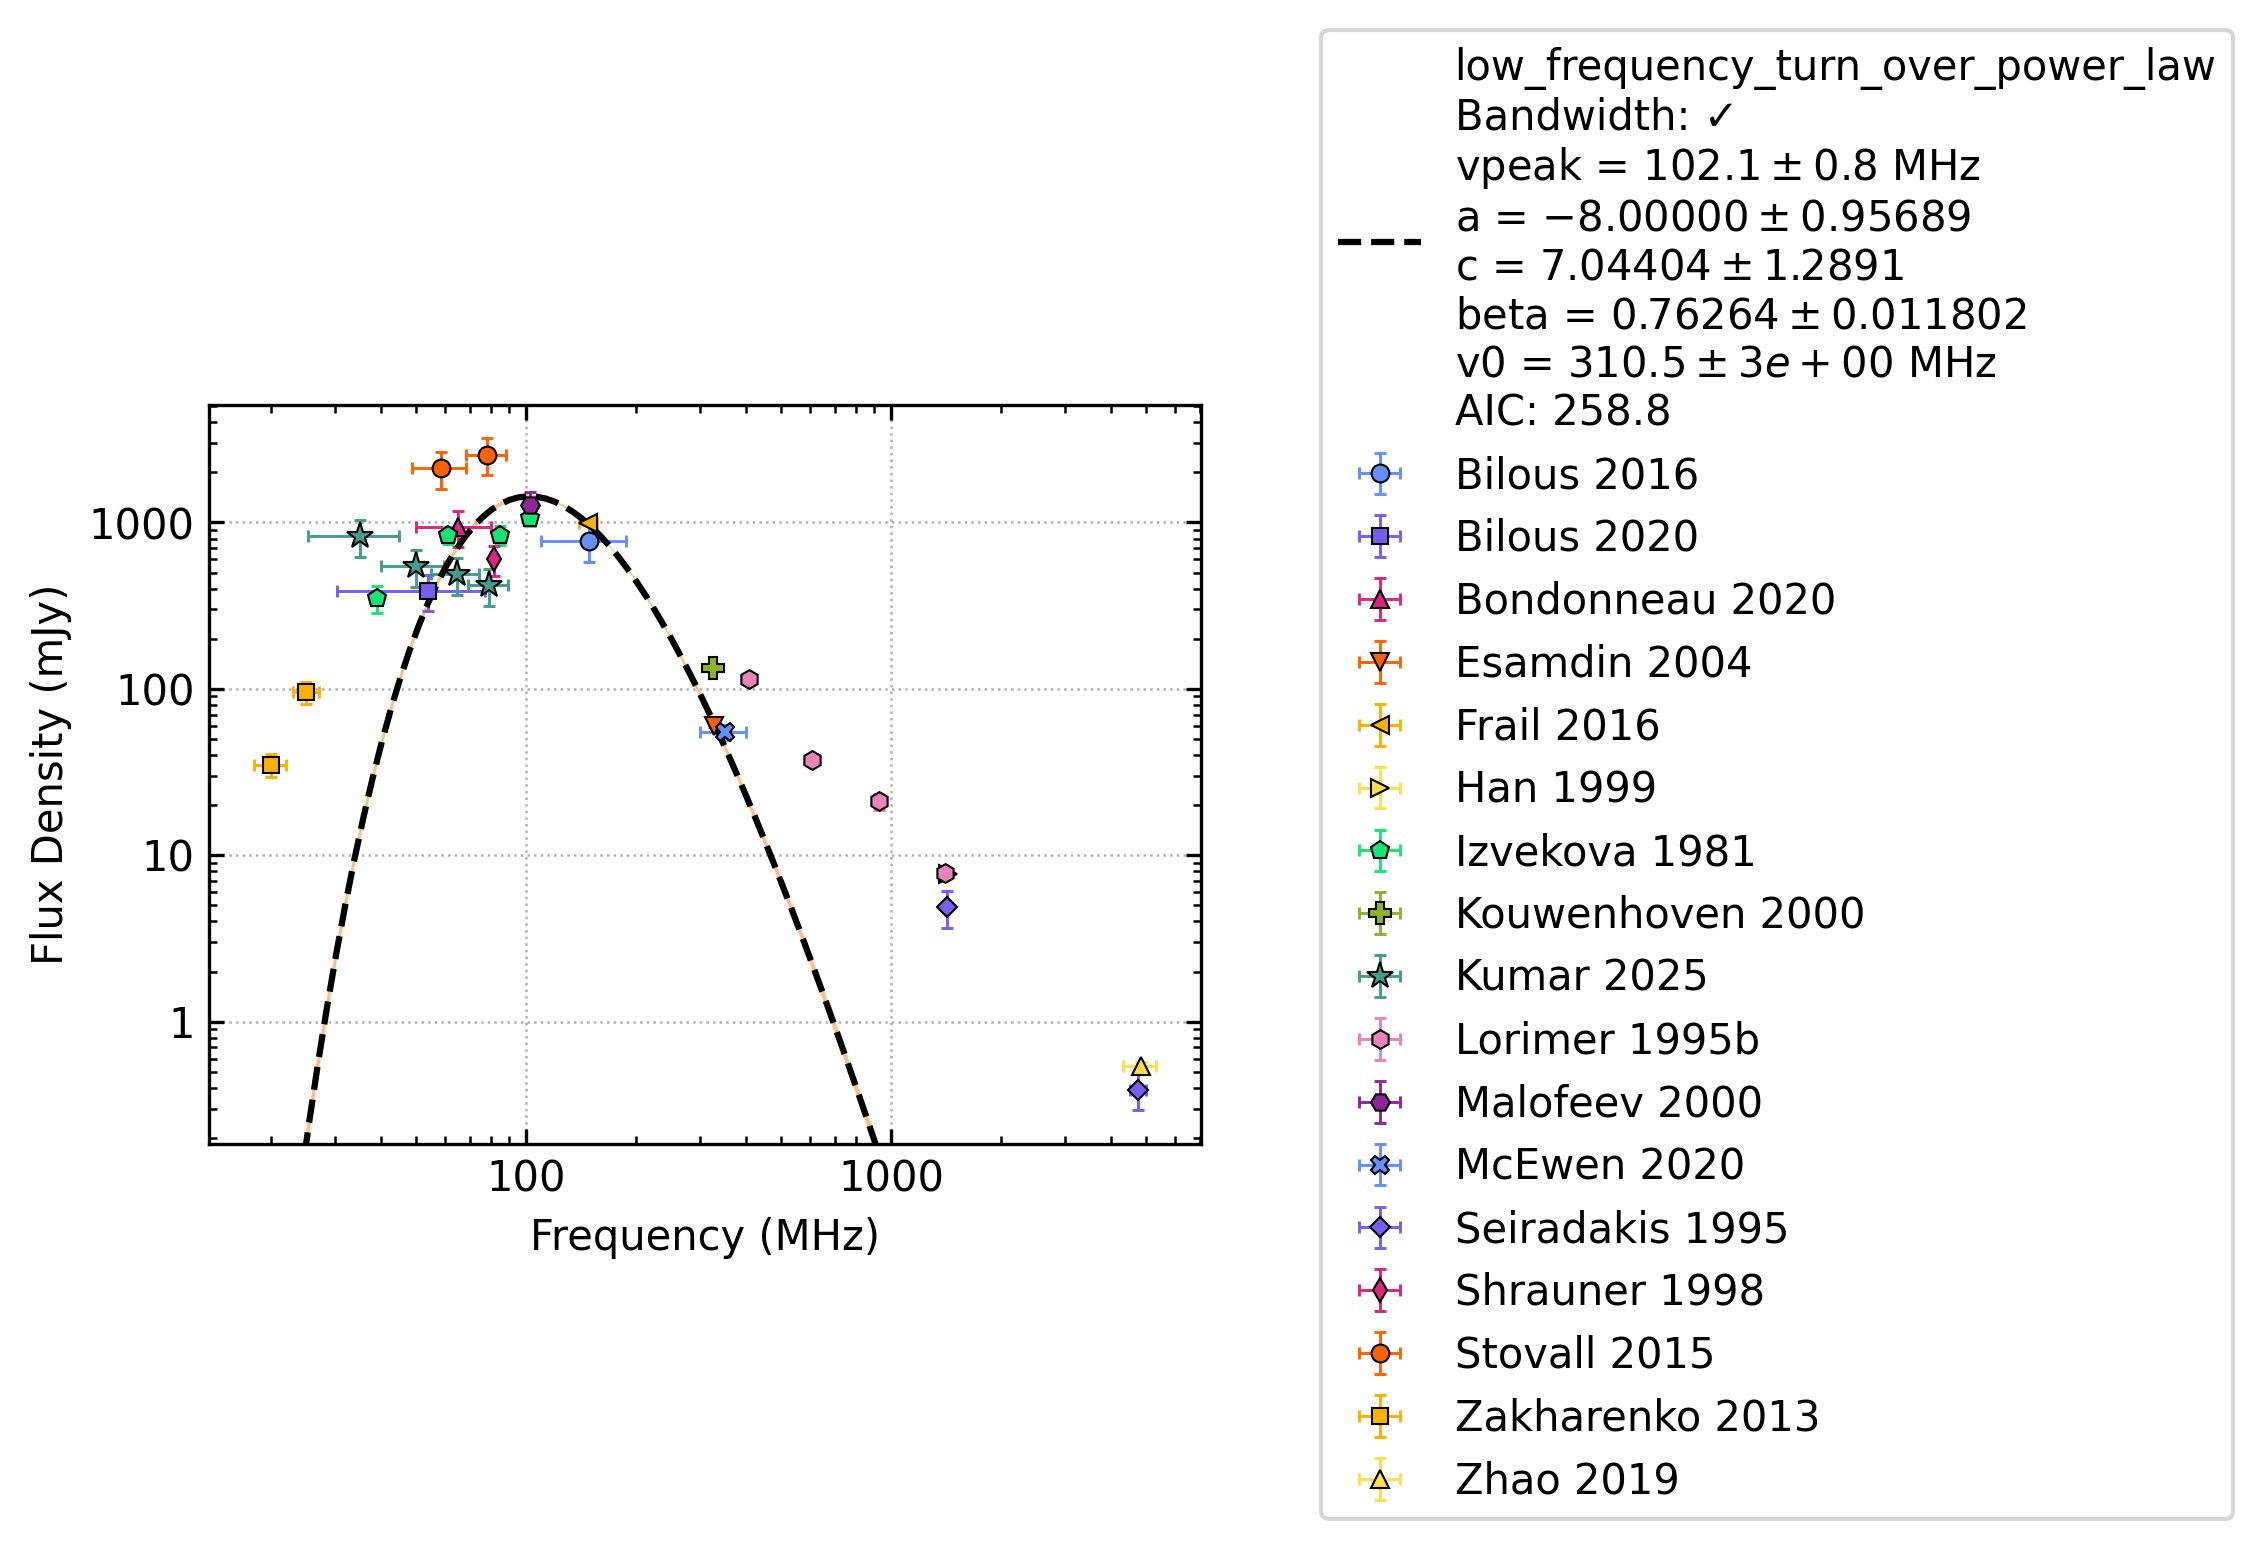 low_frequency_turn_over_power_law
Bandwidth: ✓
vpeak = 102.1 ± 0.8 MHz
a = −8.00000 ± 0.95689
c = 7.04404 ± 1.2891
beta = 0.76264 ± 0.011802
v0 = 310.5 ± 3e + 00 MHz
AIC: 258.8
Bilous 2016
Bilous 2020
Bondonneau 2020
Esamdin 2004
Frail 2016
Han 1999
Izvekova 1981
Kouwenhoven 2000
Kumar 2025
Lorimer 1995b
Malofeev 2000
McEwen 2020
Seiradakis 1995
Shrauner 1998
Stovall 2015
Zakharenko 2013
Zhao 2019
Flux Density (mJy)
1000
100
10
1
100 1000
Frequency (MHz)